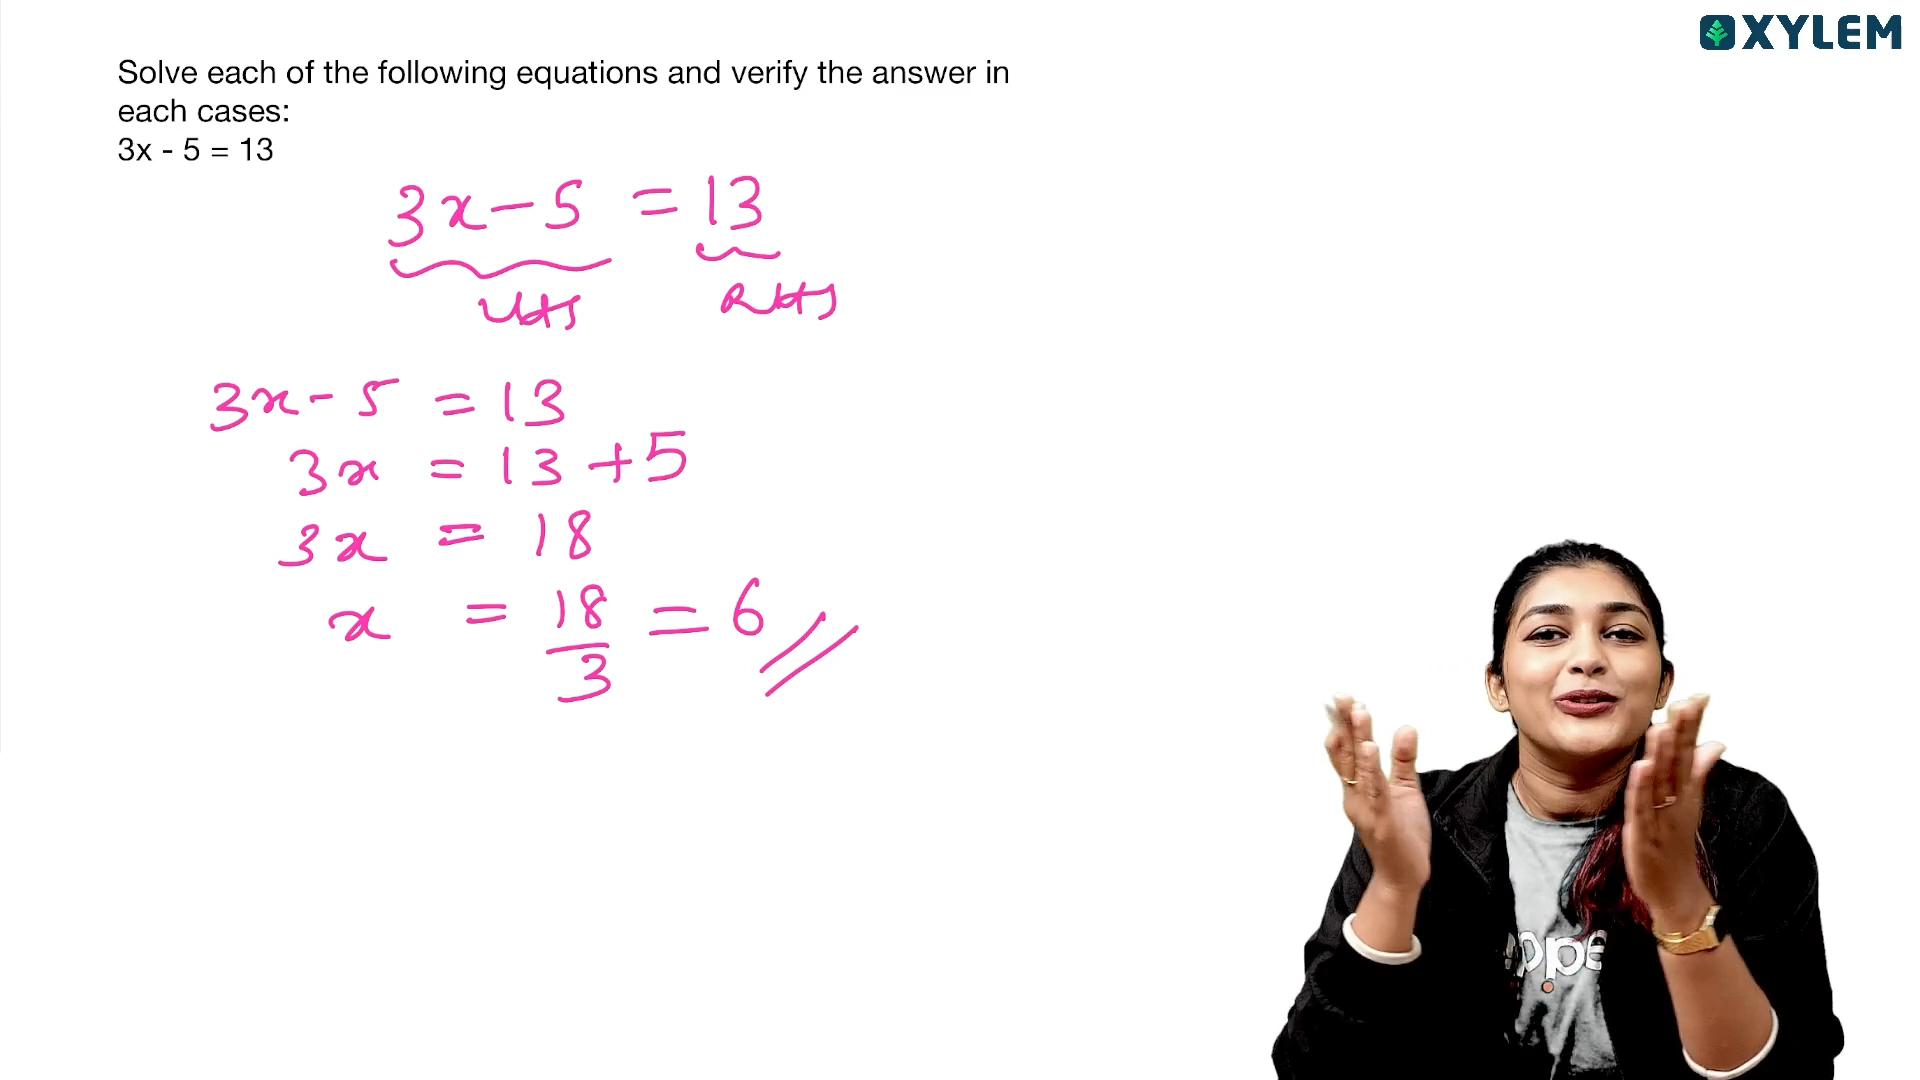 XYLEM
Solve each of the following equations and verify the answer in
each cases:
3x - 5 = 13
3x - 5 = 13
LHS RHS
3x - 5 = 13
3x = 13 + 5
3x = 18
x = 18/3 = 6